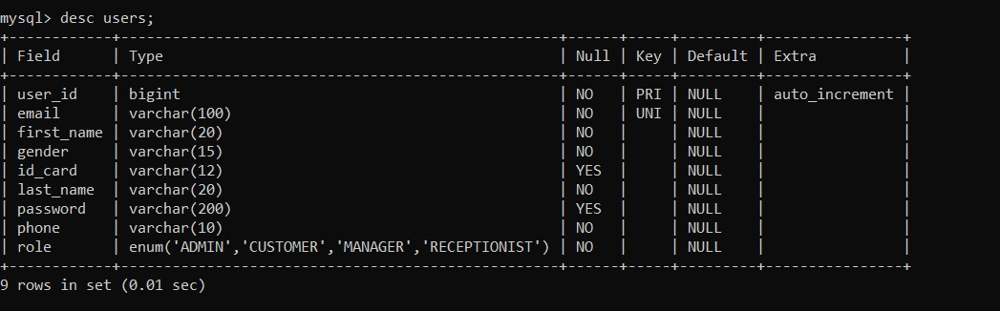 mysql> desc users;
+------------+---------------------------------------------------+------+-----+---------+----------------+
| Field      | Type                                              | Null | Key | Default | Extra          |
+------------+---------------------------------------------------+------+-----+---------+----------------+
| user_id    | bigint                                            | NO   | PRI | NULL    | auto_increment |
| email      | varchar(100)                                      | NO   | UNI | NULL    |                |
| first_name | varchar(20)                                       | NO   |     | NULL    |                |
| gender     | varchar(15)                                       | NO   |     | NULL    |                |
| id_card    | varchar(12)                                       | YES  |     | NULL    |                |
| last_name  | varchar(20)                                       | NO   |     | NULL    |                |
| password   | varchar(200)                                      | YES  |     | NULL    |                |
| phone      | varchar(10)                                       | NO   |     | NULL    |                |
| role       | enum('ADMIN','CUSTOMER','MANAGER','RECEPTIONIST') | NO   |     | NULL    |                |
+------------+---------------------------------------------------+------+-----+---------+----------------+
9 rows in set (0.01 sec)